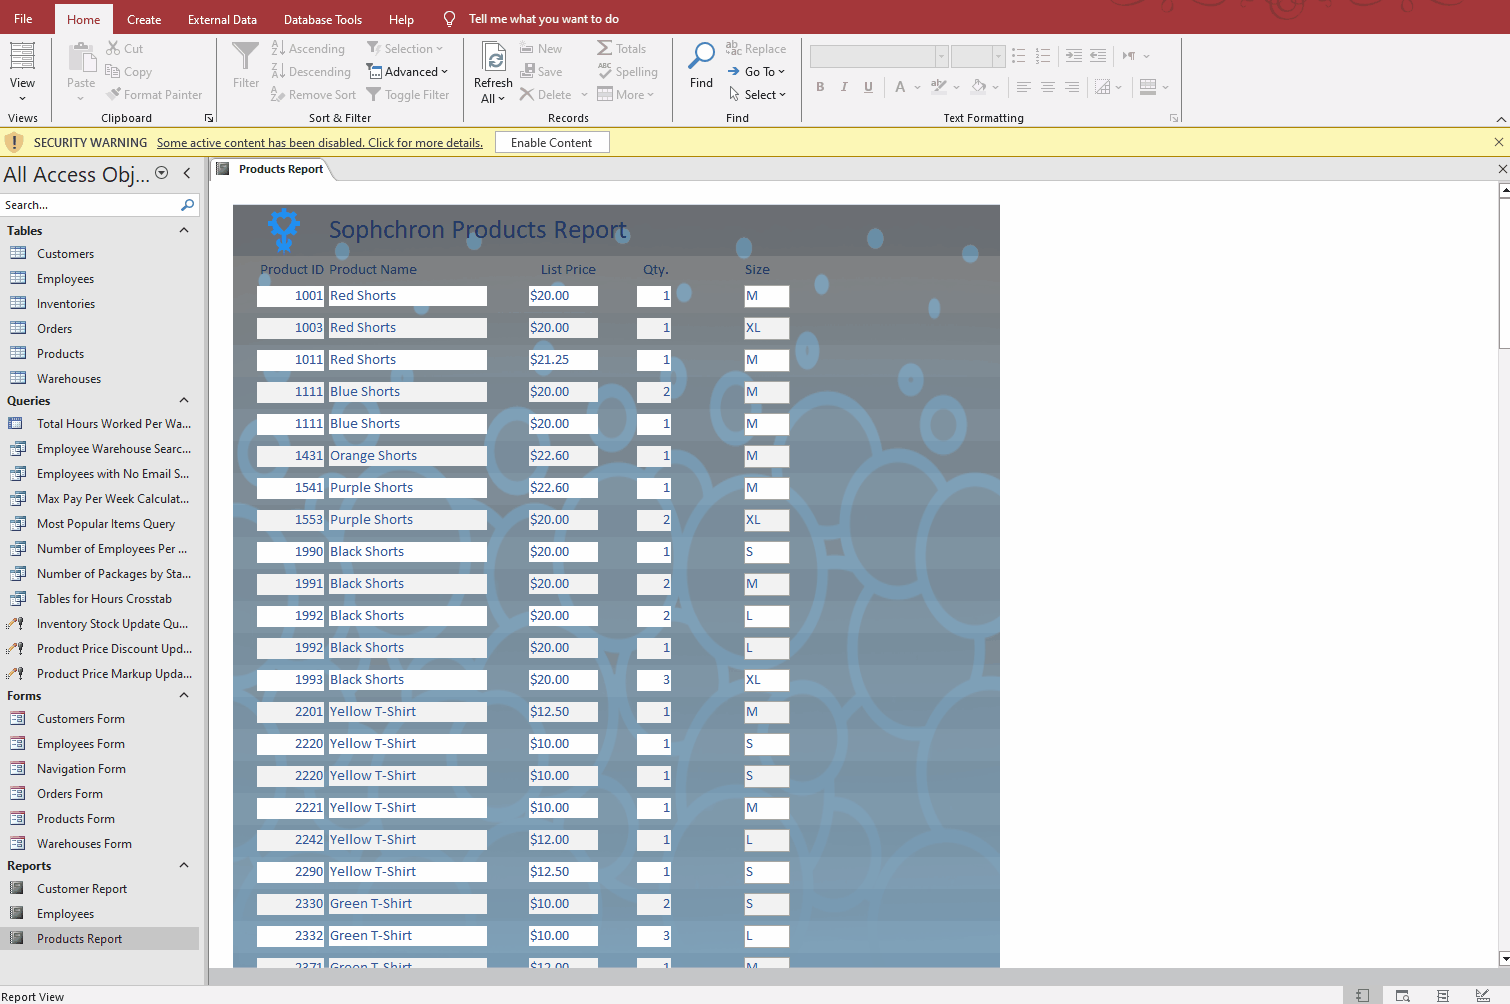 File Home Create External Data Database Tools Help Tell me what you want to do
View
Views
Paste
Cut
Copy
Format Painter
Clipboard
Filter
Ascending
Descending
Remove Sort
Selection
Advanced
Toggle Filter
Sort & Filter
Refresh
All
New
Save
Delete
Totals
Spelling
More
Records
Find
Replace
Go To
Select
Find
B I U A
Text Formatting
SECURITY WARNING Some active content has been disabled. Click for more details. Enable Content
All Access Obj...
Search...
Tables
Customers
Employees
Inventories
Orders
Products
Warehouses
Queries
Total Hours Worked Per Wa...
Employee Warehouse Searc...
Employees with No Email S...
Max Pay Per Week Calculat...
Most Popular Items Query
Number of Employees Per ...
Number of Packages by Sta...
Tables for Hours Crosstab
Inventory Stock Update Qu...
Product Price Discount Upd...
Product Price Markup Upda...
Forms
Customers Form
Employees Form
Navigation Form
Orders Form
Products Form
Warehouses Form
Reports
Customer Report
Employees
Products Report
Products Report
Sophchron Products Report
Product ID Product Name List Price Qty. Size
1001 Red Shorts $20.00 1 M
1003 Red Shorts $20.00 1 XL
1011 Red Shorts $21.25 1 M
1111 Blue Shorts $20.00 2 M
1111 Blue Shorts $20.00 1 M
1431 Orange Shorts $22.60 1 M
1541 Purple Shorts $22.60 1 M
1553 Purple Shorts $20.00 2 XL
1990 Black Shorts $20.00 1 S
1991 Black Shorts $20.00 2 M
1992 Black Shorts $20.00 2 L
1992 Black Shorts $20.00 1 L
1993 Black Shorts $20.00 3 XL
2201 Yellow T-Shirt $12.50 1 M
2220 Yellow T-Shirt $10.00 1 S
2220 Yellow T-Shirt $10.00 1 S
2221 Yellow T-Shirt $10.00 1 M
2242 Yellow T-Shirt $12.00 1 L
2290 Yellow T-Shirt $12.50 1 S
2330 Green T-Shirt $10.00 2 S
2332 Green T-Shirt $10.00 3 L
2371 Green T-Shirt $12.00 1 M
Report View